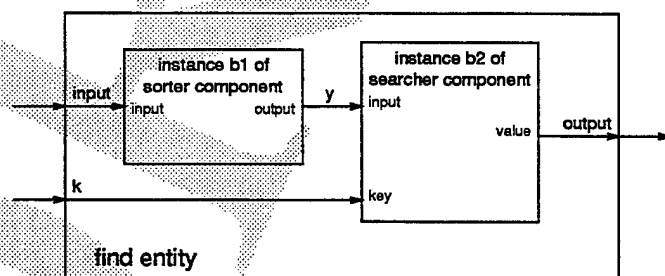 instance b1 of
sorter component
instance b2 of
searcher component
input
input
output
y
input
value
output
k
key
find entity